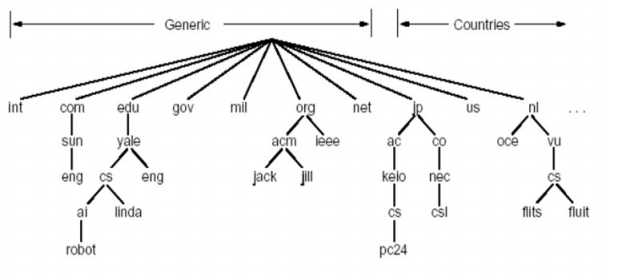 Generic Countries
int com edu gov mil org net jp us nl ...
sun yale acm ieee ac co oce vu
eng cs eng jack jill keio nec cs
ai linda cs csl flits fluit
robot pc24